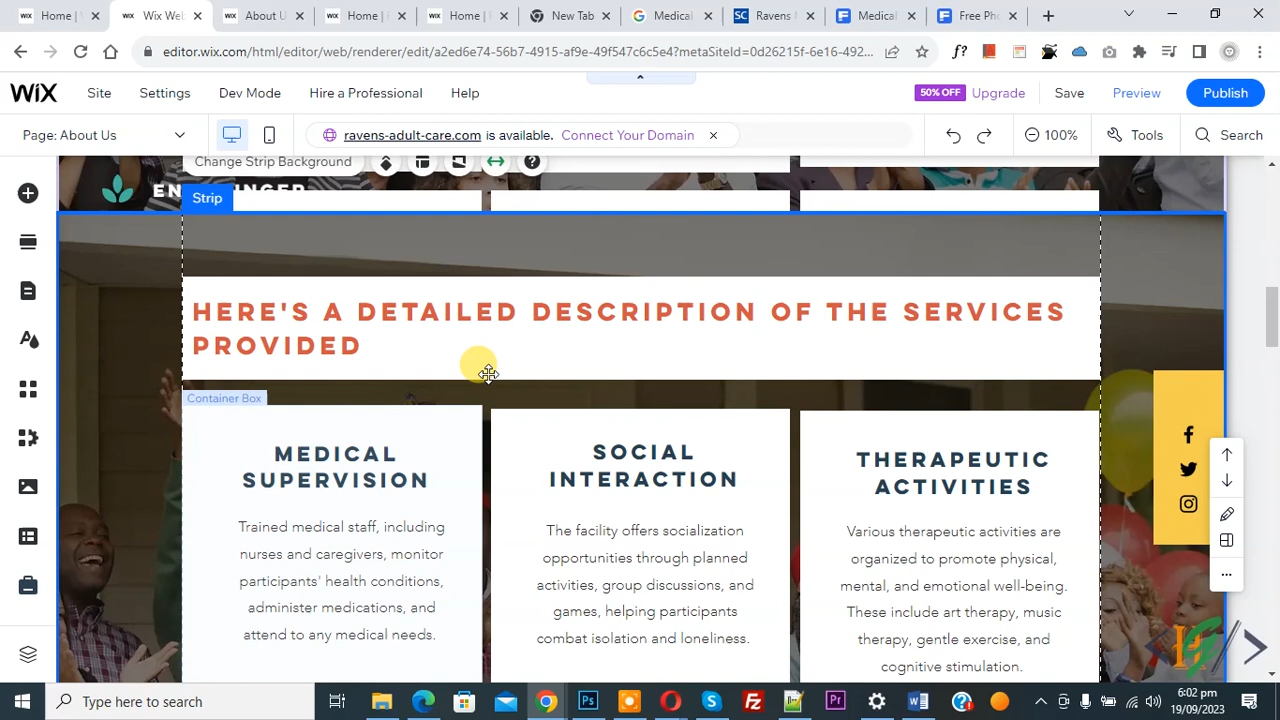 Home |
Wix Web
About U
Home |
Home |
New Tab
Medical
SC Ravens
Medical
Free Pho
editor.wix.com/html/editor/web/renderer/edit/a2ed6e74-56b7-4915-af9e-49f547c6c5e4?metaSiteId=0d26215f-6e16-492...
f?
WiX Site Settings Dev Mode Hire a Professional Help 50% OFF Upgrade Save Preview Publish
Page: About Us ravens-adult-care.com is available. Connect Your Domain 100% Tools Search
Change Strip Background ?
Strip
HERE'S A DETAILED DESCRIPTION OF THE SERVICES
PROVIDED
Container Box
MEDICAL
SUPERVISION
Trained medical staff, including
nurses and caregivers, monitor
participants' health conditions,
administer medications, and
attend to any medical needs.
SOCIAL
INTERACTION
The facility offers socialization
opportunities through planned
activities, group discussions, and
games, helping participants
combat isolation and loneliness.
THERAPEUTIC
ACTIVITIES
Various therapeutic activities are
organized to promote physical,
mental, and emotional well-being.
These include art therapy, music
therapy, gentle exercise, and
cognitive stimulation.
Type here to search
6:02 pm
19/09/2023